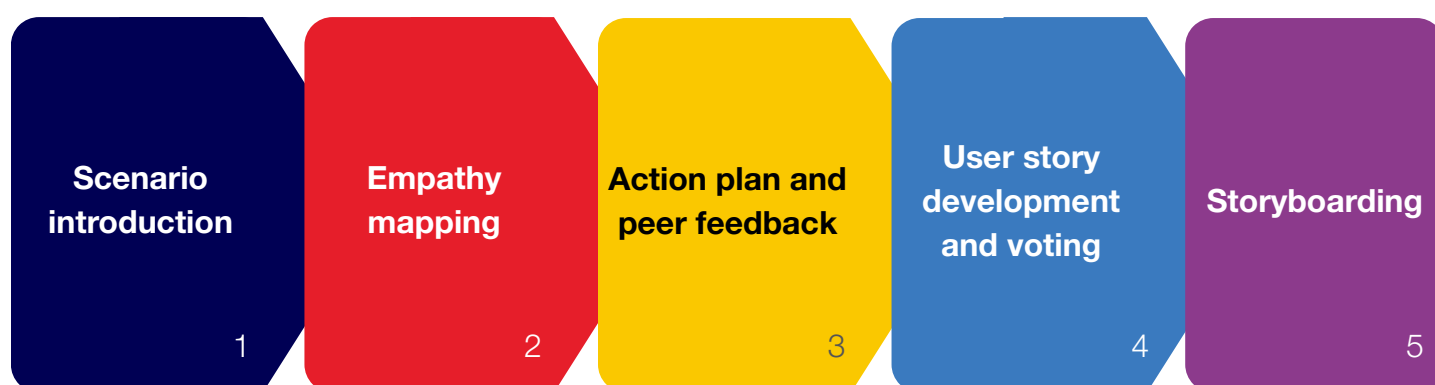 Scenario
introduction
1
Empathy
mapping
2
Action plan and
peer feedback
3
User story
development
and voting
4
Storyboarding
5